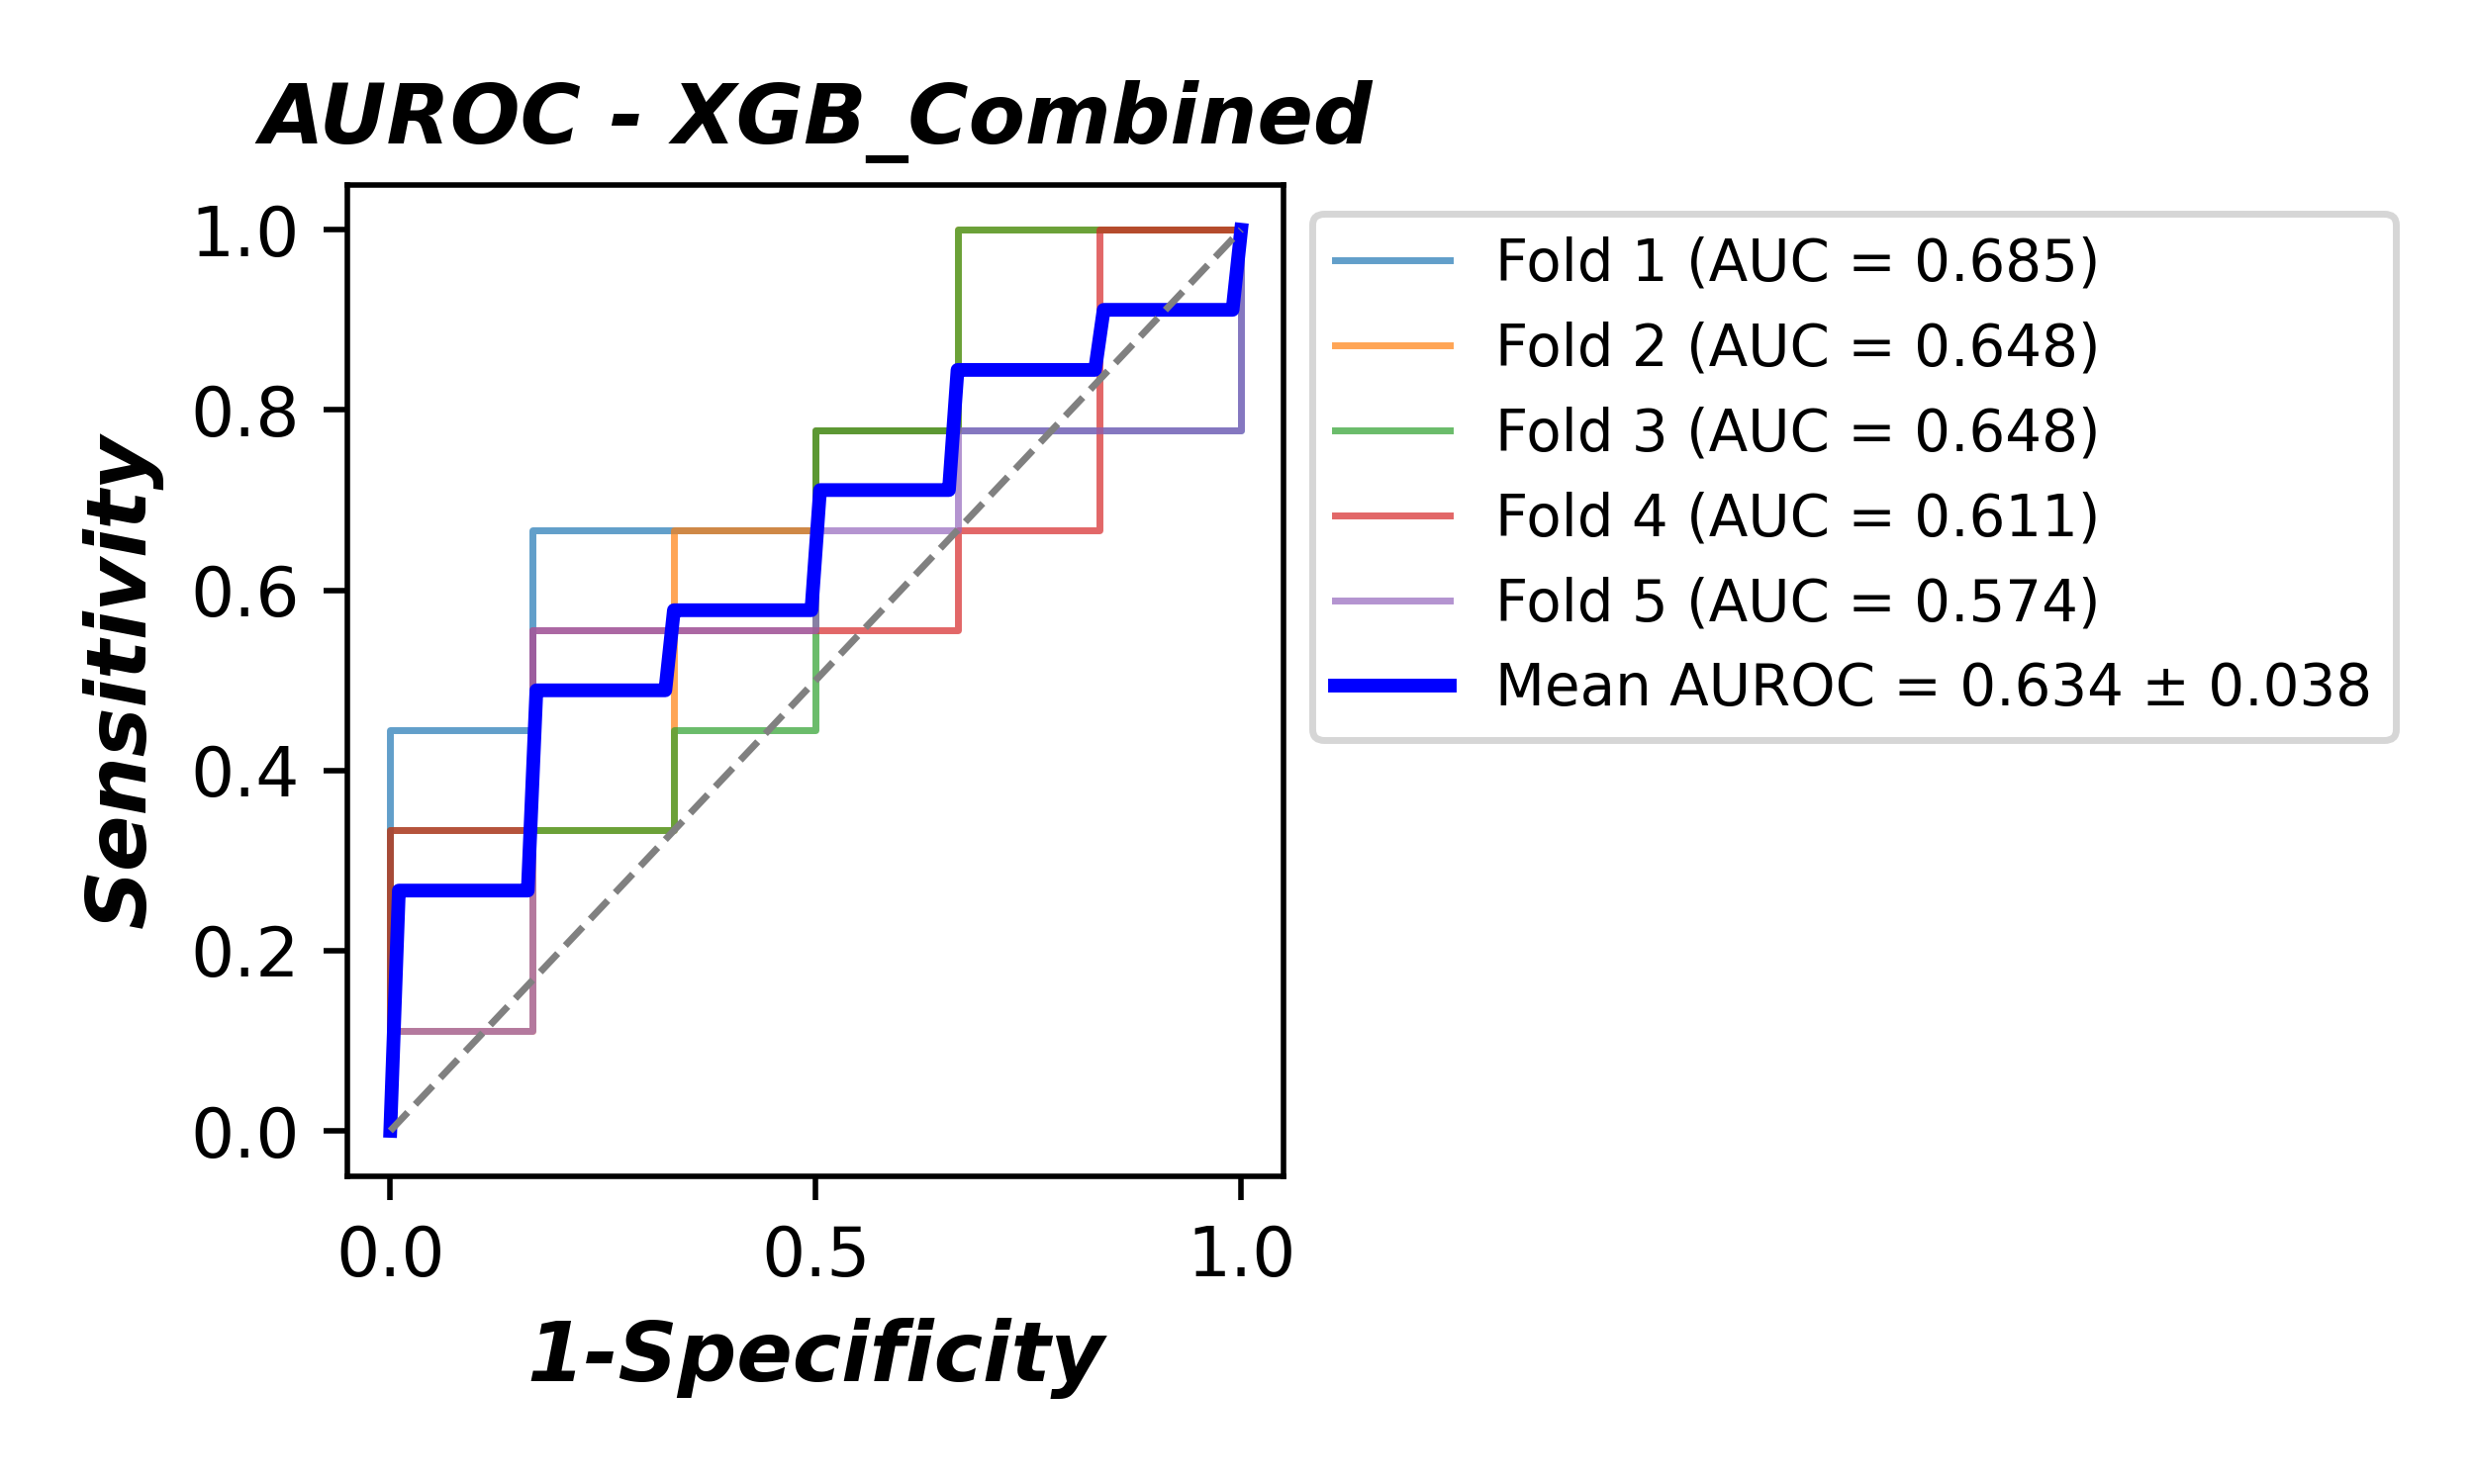 AUROC - XGB_Combined
Sensitivity
1.0
0.8
0.6
0.4
0.2
0.0
0.0
0.5
1.0
1-Specificity
Fold 1 (AUC = 0.685)
Fold 2 (AUC = 0.648)
Fold 3 (AUC = 0.648)
Fold 4 (AUC = 0.611)
Fold 5 (AUC = 0.574)
Mean AUROC = 0.634 ± 0.038